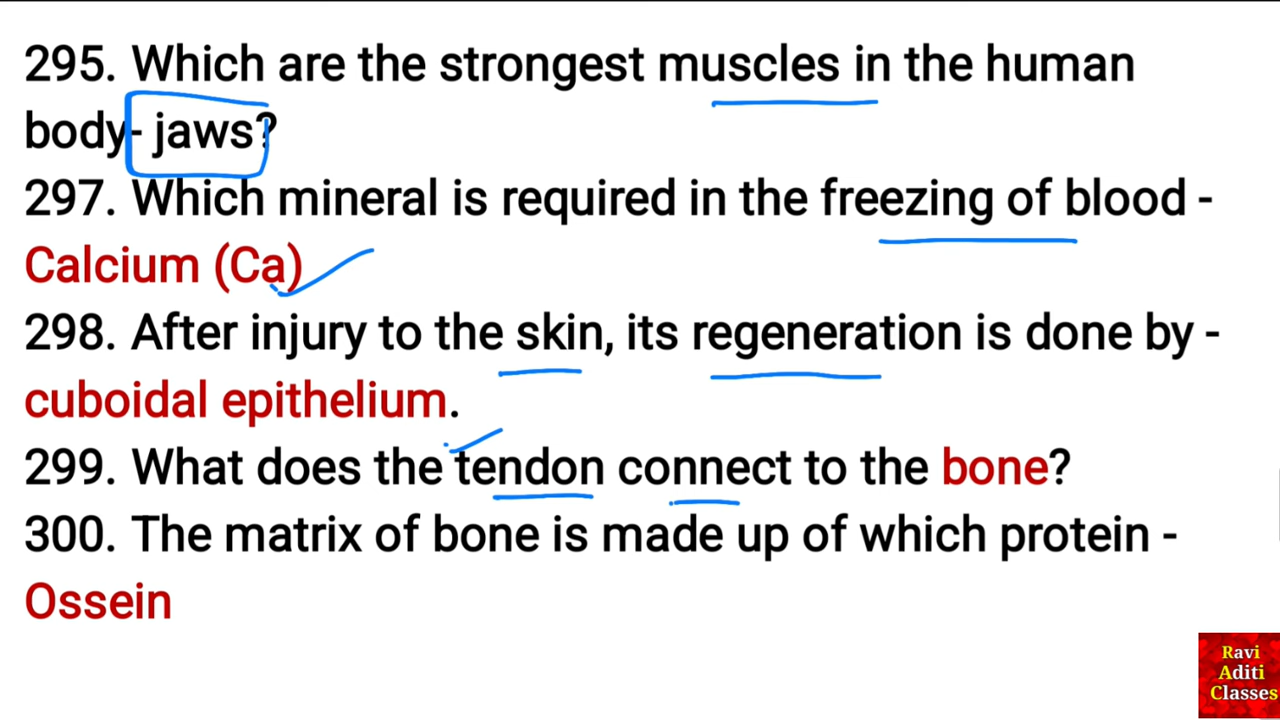 295. Which are the strongest muscles in the human
body- jaws?
297. Which mineral is required in the freezing of blood -
Calcium (Ca)
298. After injury to the skin, its regeneration is done by -
cuboidal epithelium.
299. What does the tendon connect to the bone?
300. The matrix of bone is made up of which protein -
Ossein
Ravi
Aditi
Classes